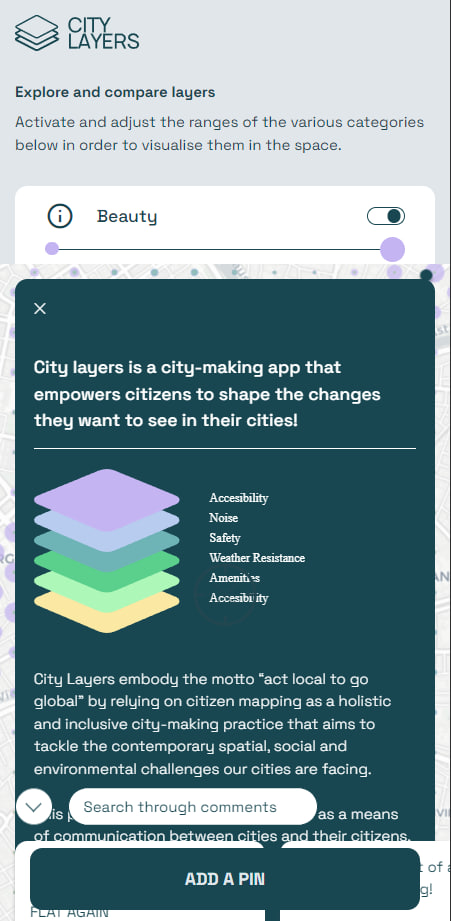 CITY
LAYERS
Explore and compare layers
Activate and adjust the ranges of the various categories
below in order to visualise them in the space.
Beauty
City layers is a city-making app that
empowers citizens to shape the changes
they want to see in their cities!
Accesibility
Noise
Safety
Weather Resistance
Amenities
Accesibility
City Layers embody the motto “act local to go
global” by relying on citizen mapping as a holistic
and inclusive city-making practice that aims to
tackle the contemporary spatial, social and
environmental challenges our cities are facing.
Search through comments
as a means
of communication between cities and their citizens,
of a
ADD A PIN
FLAT AGAIN